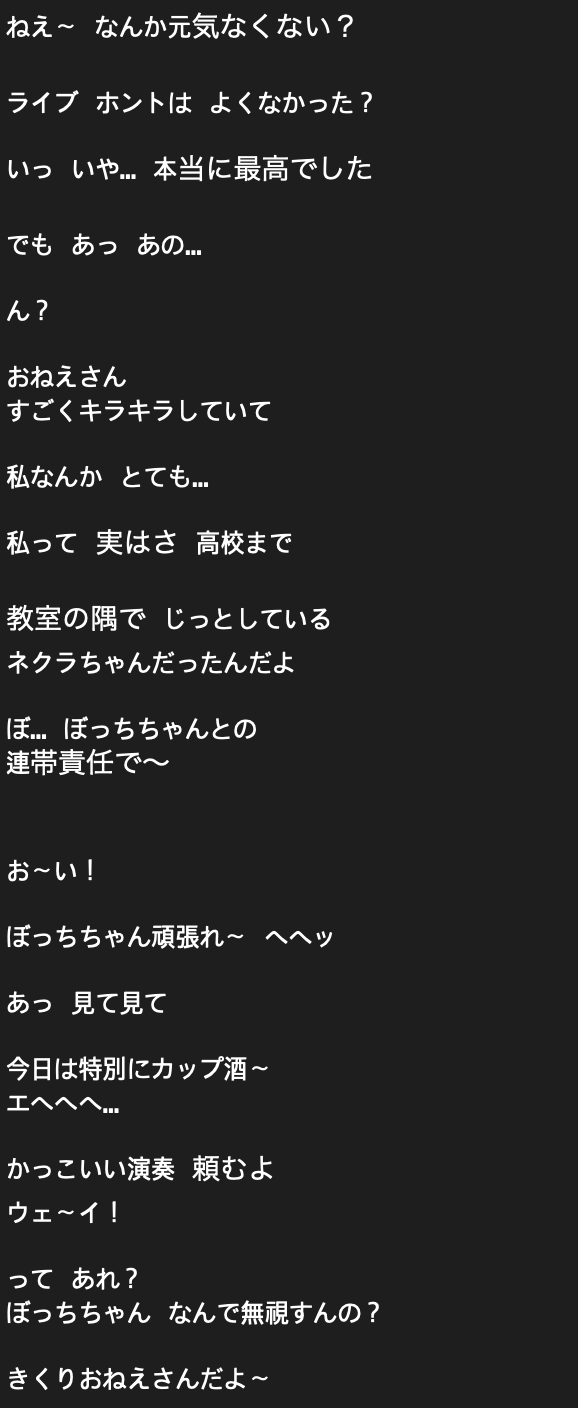 ねえ～ なんか元気なくない？
ライブ ホントは よくなかった？
いっ いや… 本当に最高でした
でも あっ あの…
ん？
おねえさん
すごくキラキラしていて
私なんか とても…
私って 実はさ 高校まで
教室の隅で じっとしている
ネクラちゃんだったんだよ
ぼ… ぼっちちゃんとの
連帯責任で〜
お～い！
ぼっちちゃん頑張れ～ へヘッ
あっ 見て見て
今日は特別にカップ酒～
エヘヘヘ…
かっこいい演奏 頼むよ
ウェ～イ！
って あれ？
ぼっちちゃん なんで無視すんの？
きくりおねえさんだよ～